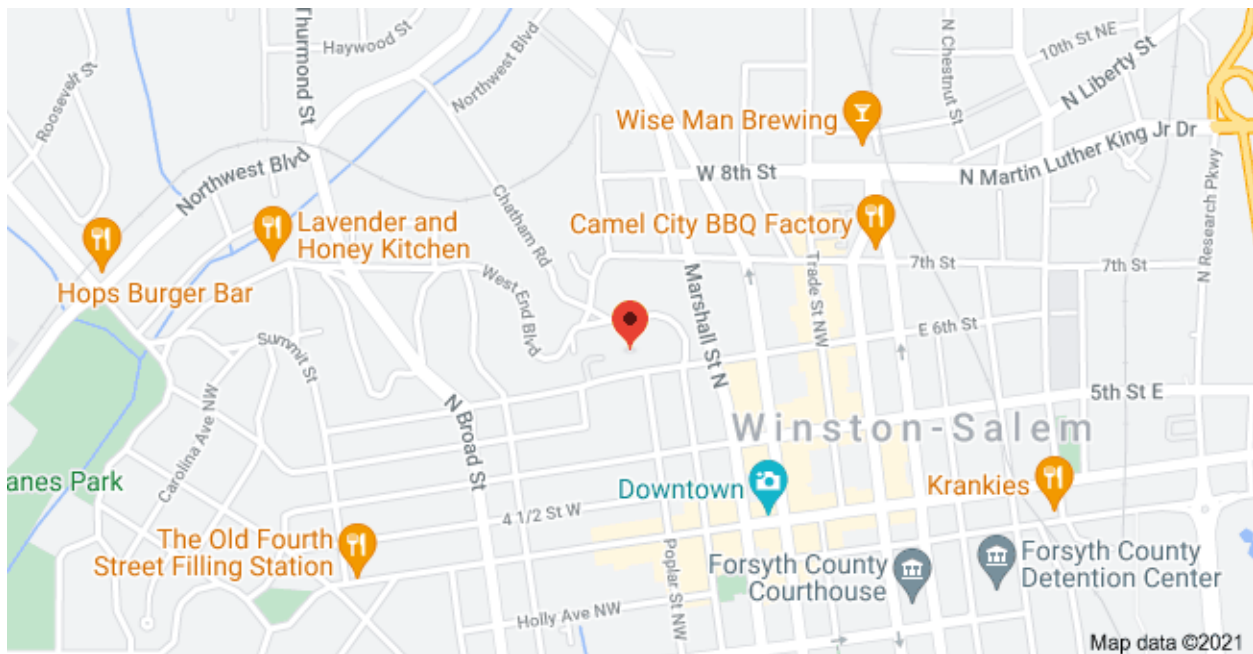 Thurmond St
Haywood St
Northwest Blvd
N Chestnut St
10th St NE
N Liberty St
Roosevelt St
Wise Man Brewing
N Martin Luther King Jr Dr
Northwest Blvd
W 8th St
N Research Pkwy
Chatham Rd
Lavender and
Honey Kitchen
Camel City BBQ Factory
7th St
7th St
Hops Burger Bar
West End Blvd
Marshall St N
Trade St NW
E 6th St
Summit St
5th St E
N Broad St
Winston-Salem
Carolina Ave NW
anes Park
Downtown
Krankies
4 1/2 St W
The Old Fourth
Street Filling Station
Poplar St NW
Forsyth County
Courthouse
Forsyth County
Detention Center
Holly Ave NW
Map data ©2021